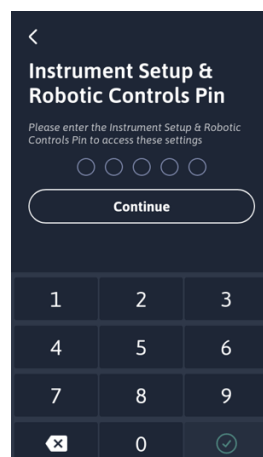 Instrument Setup &
Robotic Controls Pin
Please enter the Instrument Setup & Robotic
Controls Pin to access these settings
Continue
1 2 3
4 5 6
7 8 9
0